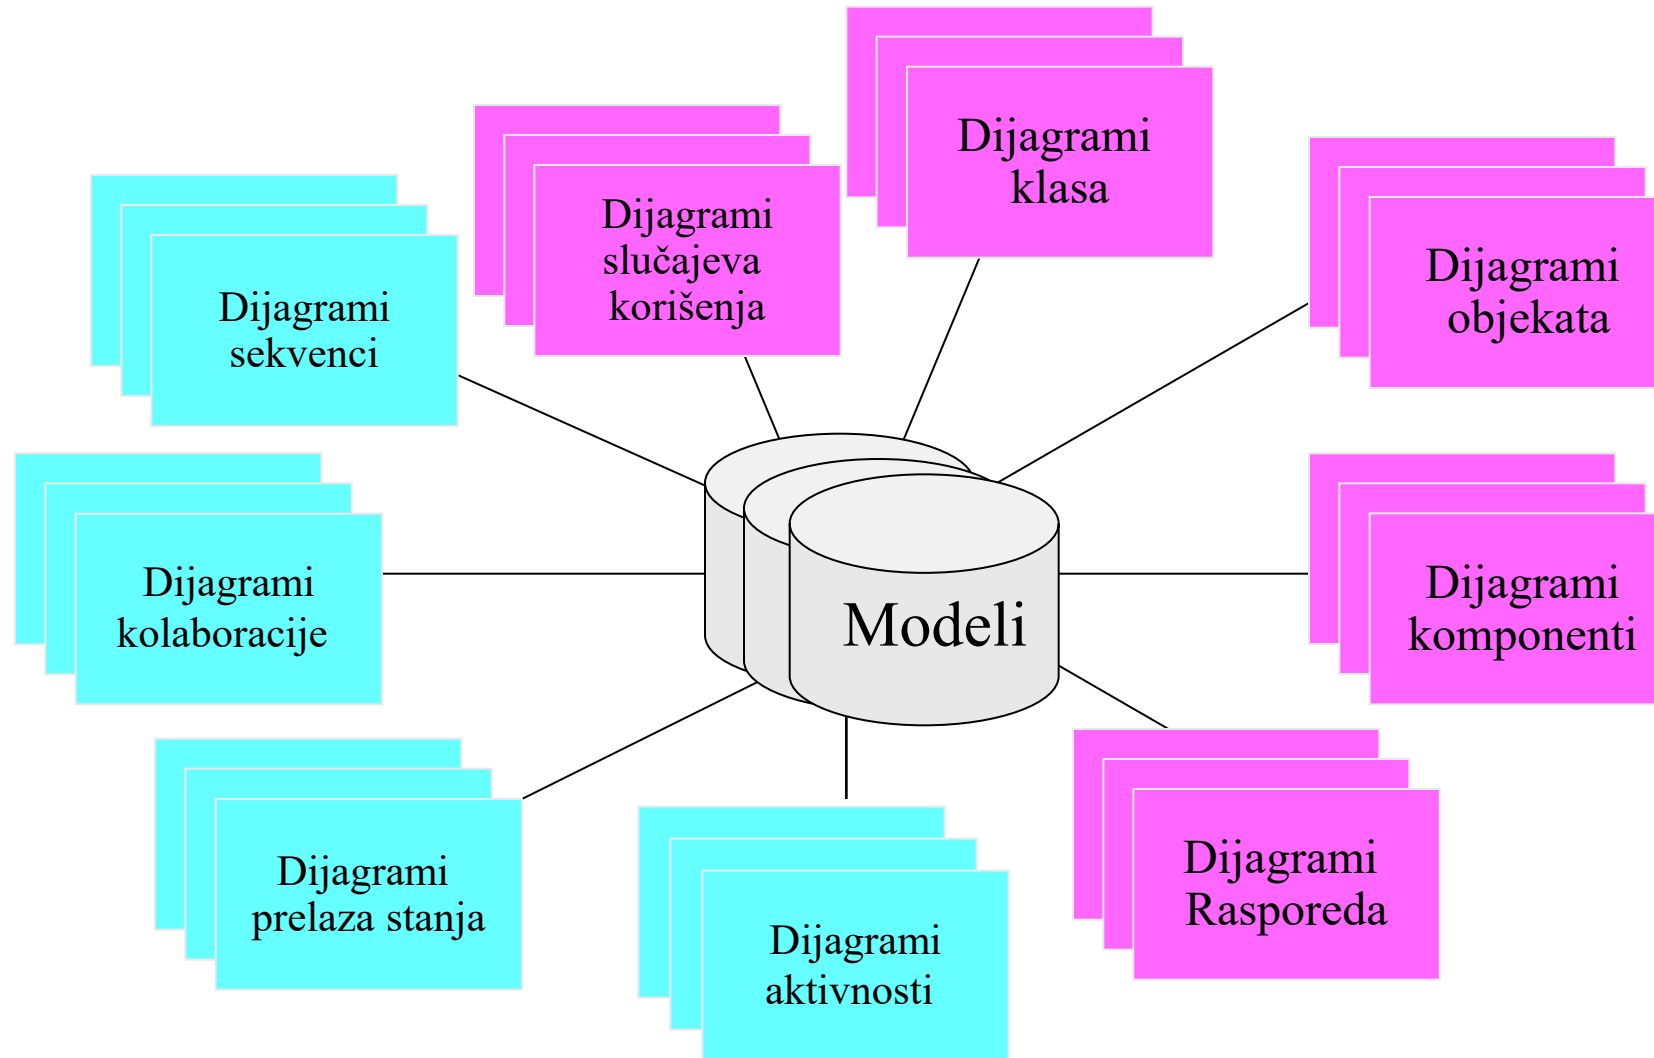 Dijagrami
klasa
Dijagrami
slučajeva
korišenja
Dijagrami
objekata
Dijagrami
sekvenci
Dijagrami
kolaboracije
Modeli
Dijagrami
komponenti
Dijagrami
prelaza stanja
Dijagrami
aktivnosti
Dijagrami
Rasporeda